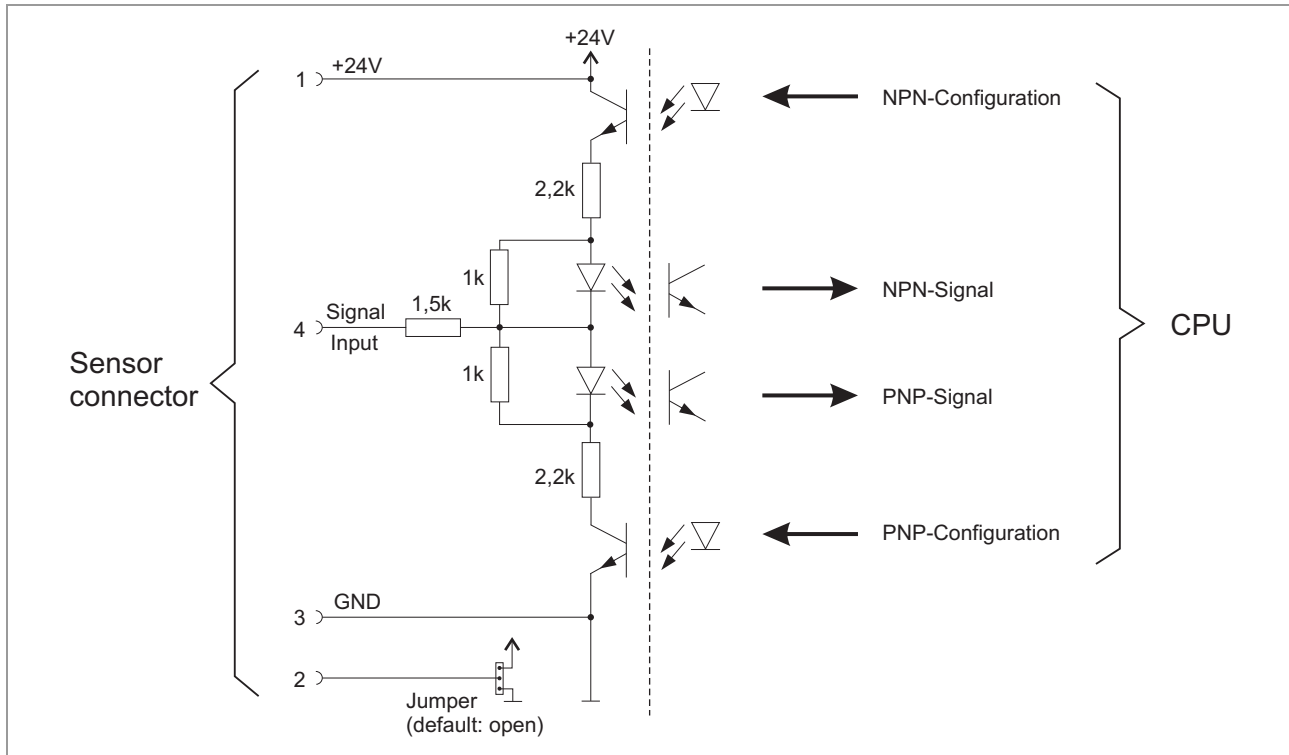 +24V
1 +24V
NPN-Configuration
2,2k
1k
NPN-Signal
1,5k
4 Signal
Input
CPU
Sensor
connector
1k
PNP-Signal
2,2k
PNP-Configuration
3 GND
2
Jumper
(default: open)